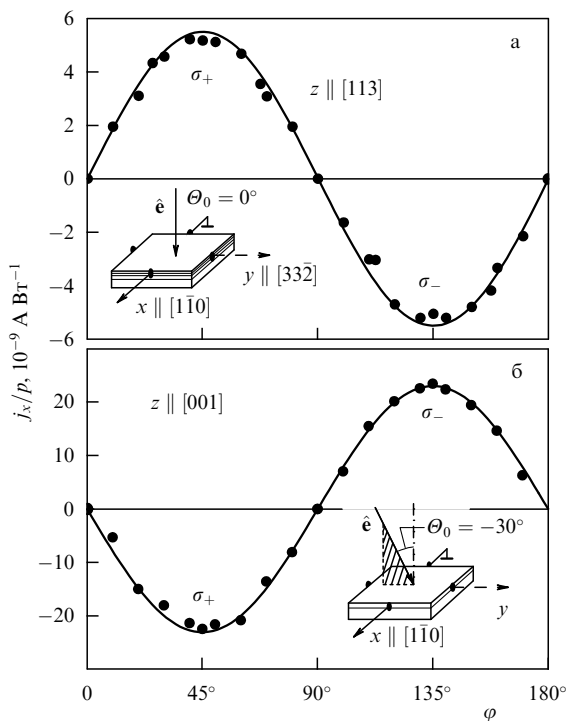 6
4
2
0
−2
−4
−6
а
σ₊
z ∥ [113]
ê
Θ₀ = 0°
y ∥ [332̄]
x ∥ [11̄0]
σ₋
jₓ/p, 10⁻⁹ А Вт⁻¹
20
10
0
−10
−20
б
z ∥ [001]
σ₋
ê
Θ₀ = −30°
σ₊
y
x ∥ [11̄0]
0 45° 90° 135° 180°
φ